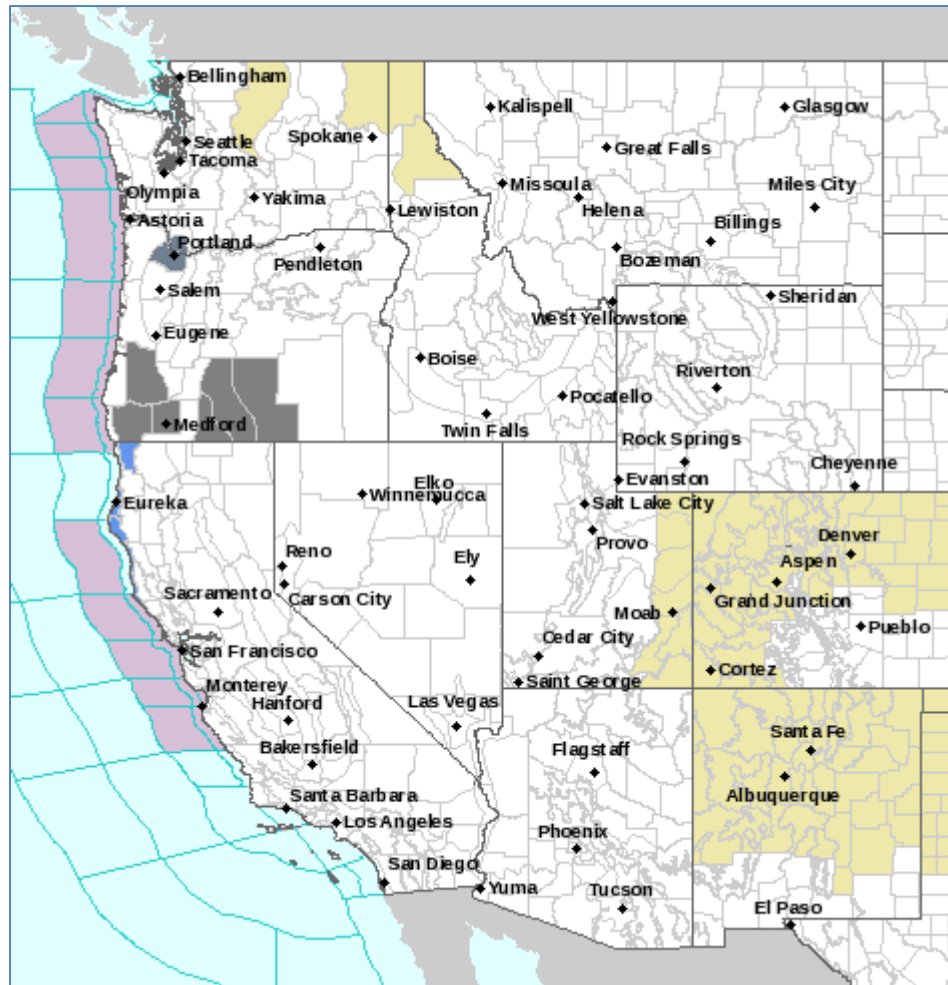 Bellingham
Kalispell
Glasgow
Seattle
Spokane
Great Falls
Tacoma
Olympia
Missoula
Miles City
Yakima
Helena
Lewiston
Astoria
Billings
Portland
Pendleton
Bozeman
Salem
Sheridan
West Yellowstone
Eugene
Boise
Riverton
Pocatello
Medford
Twin Falls
Rock Springs
Cheyenne
Evanston
Elko
Winnemucca
Eureka
Salt Lake City
Provo
Denver
Reno
Ely
Aspen
Carson City
Grand Junction
Sacramento
Moab
Pueblo
Cedar City
San Francisco
Cortez
Saint George
Monterey
Hanford
Las Vegas
Bakersfield
Flagstaff
Santa Fe
Albuquerque
Santa Barbara
Los Angeles
Phoenix
San Diego
Yuma
Tucson
El Paso